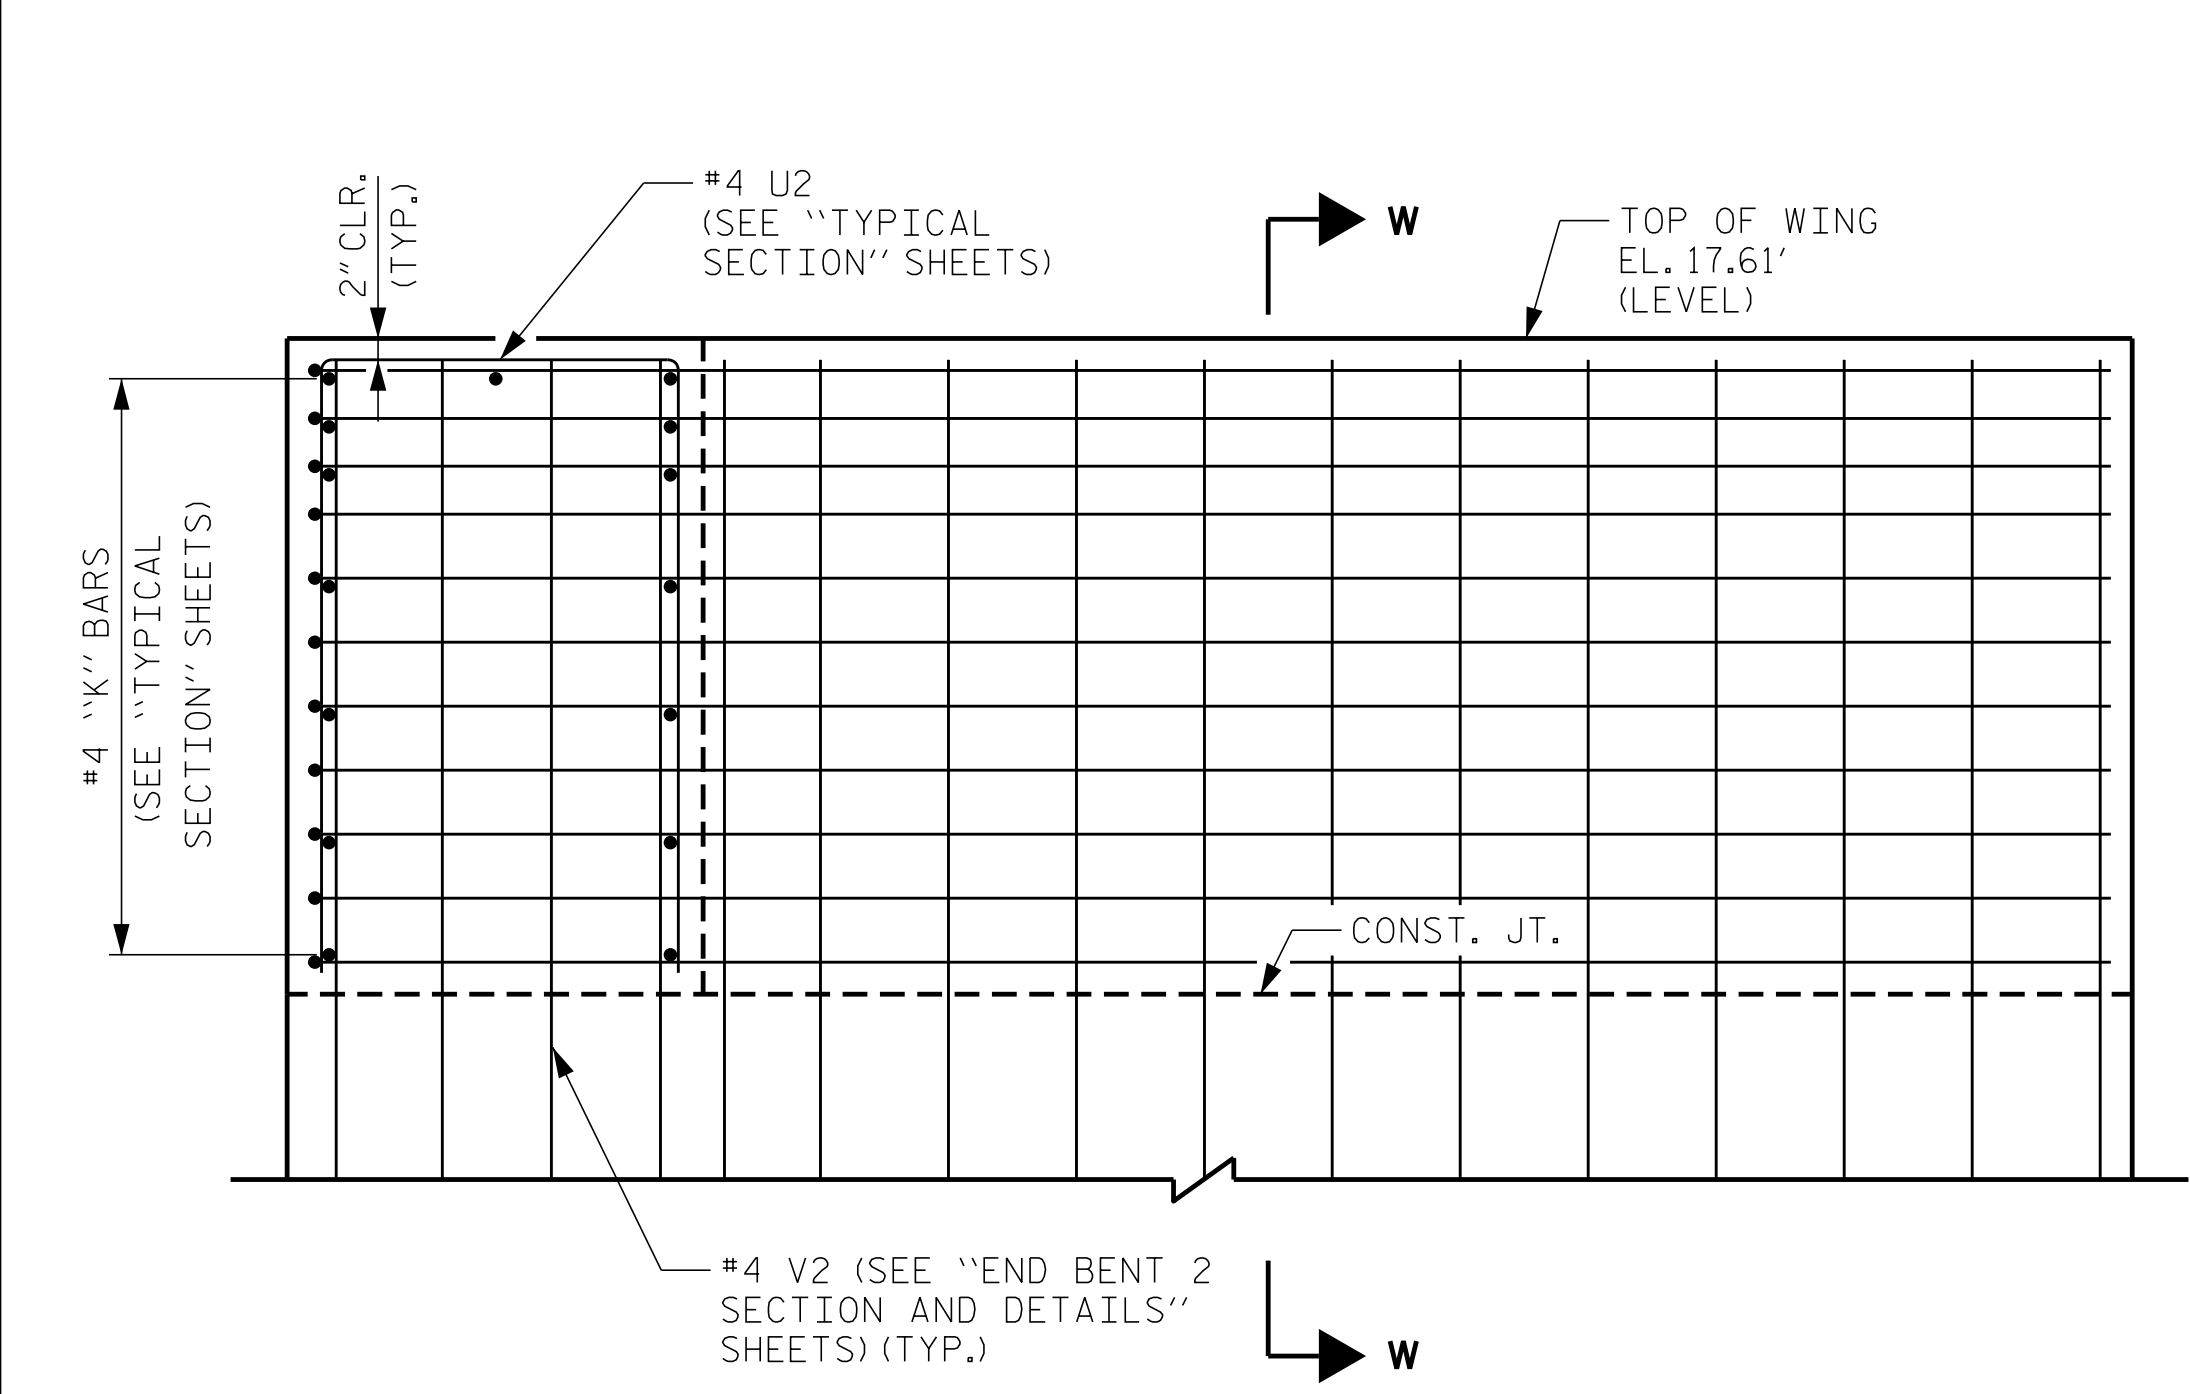 2" CLR.
(TYP.)
#4 U2
(SEE ``TYPICAL
SECTION" SHEETS)
W
TOP OF WING
EL. 17.61'
(LEVEL)
#4 ``K" BARS
(SEE ``TYPICAL
SECTION" SHEETS)
CONST. JT.
#4 V2 (SEE ``END BENT 2
SECTION AND DETAILS"
SHEETS) (TYP.)
W